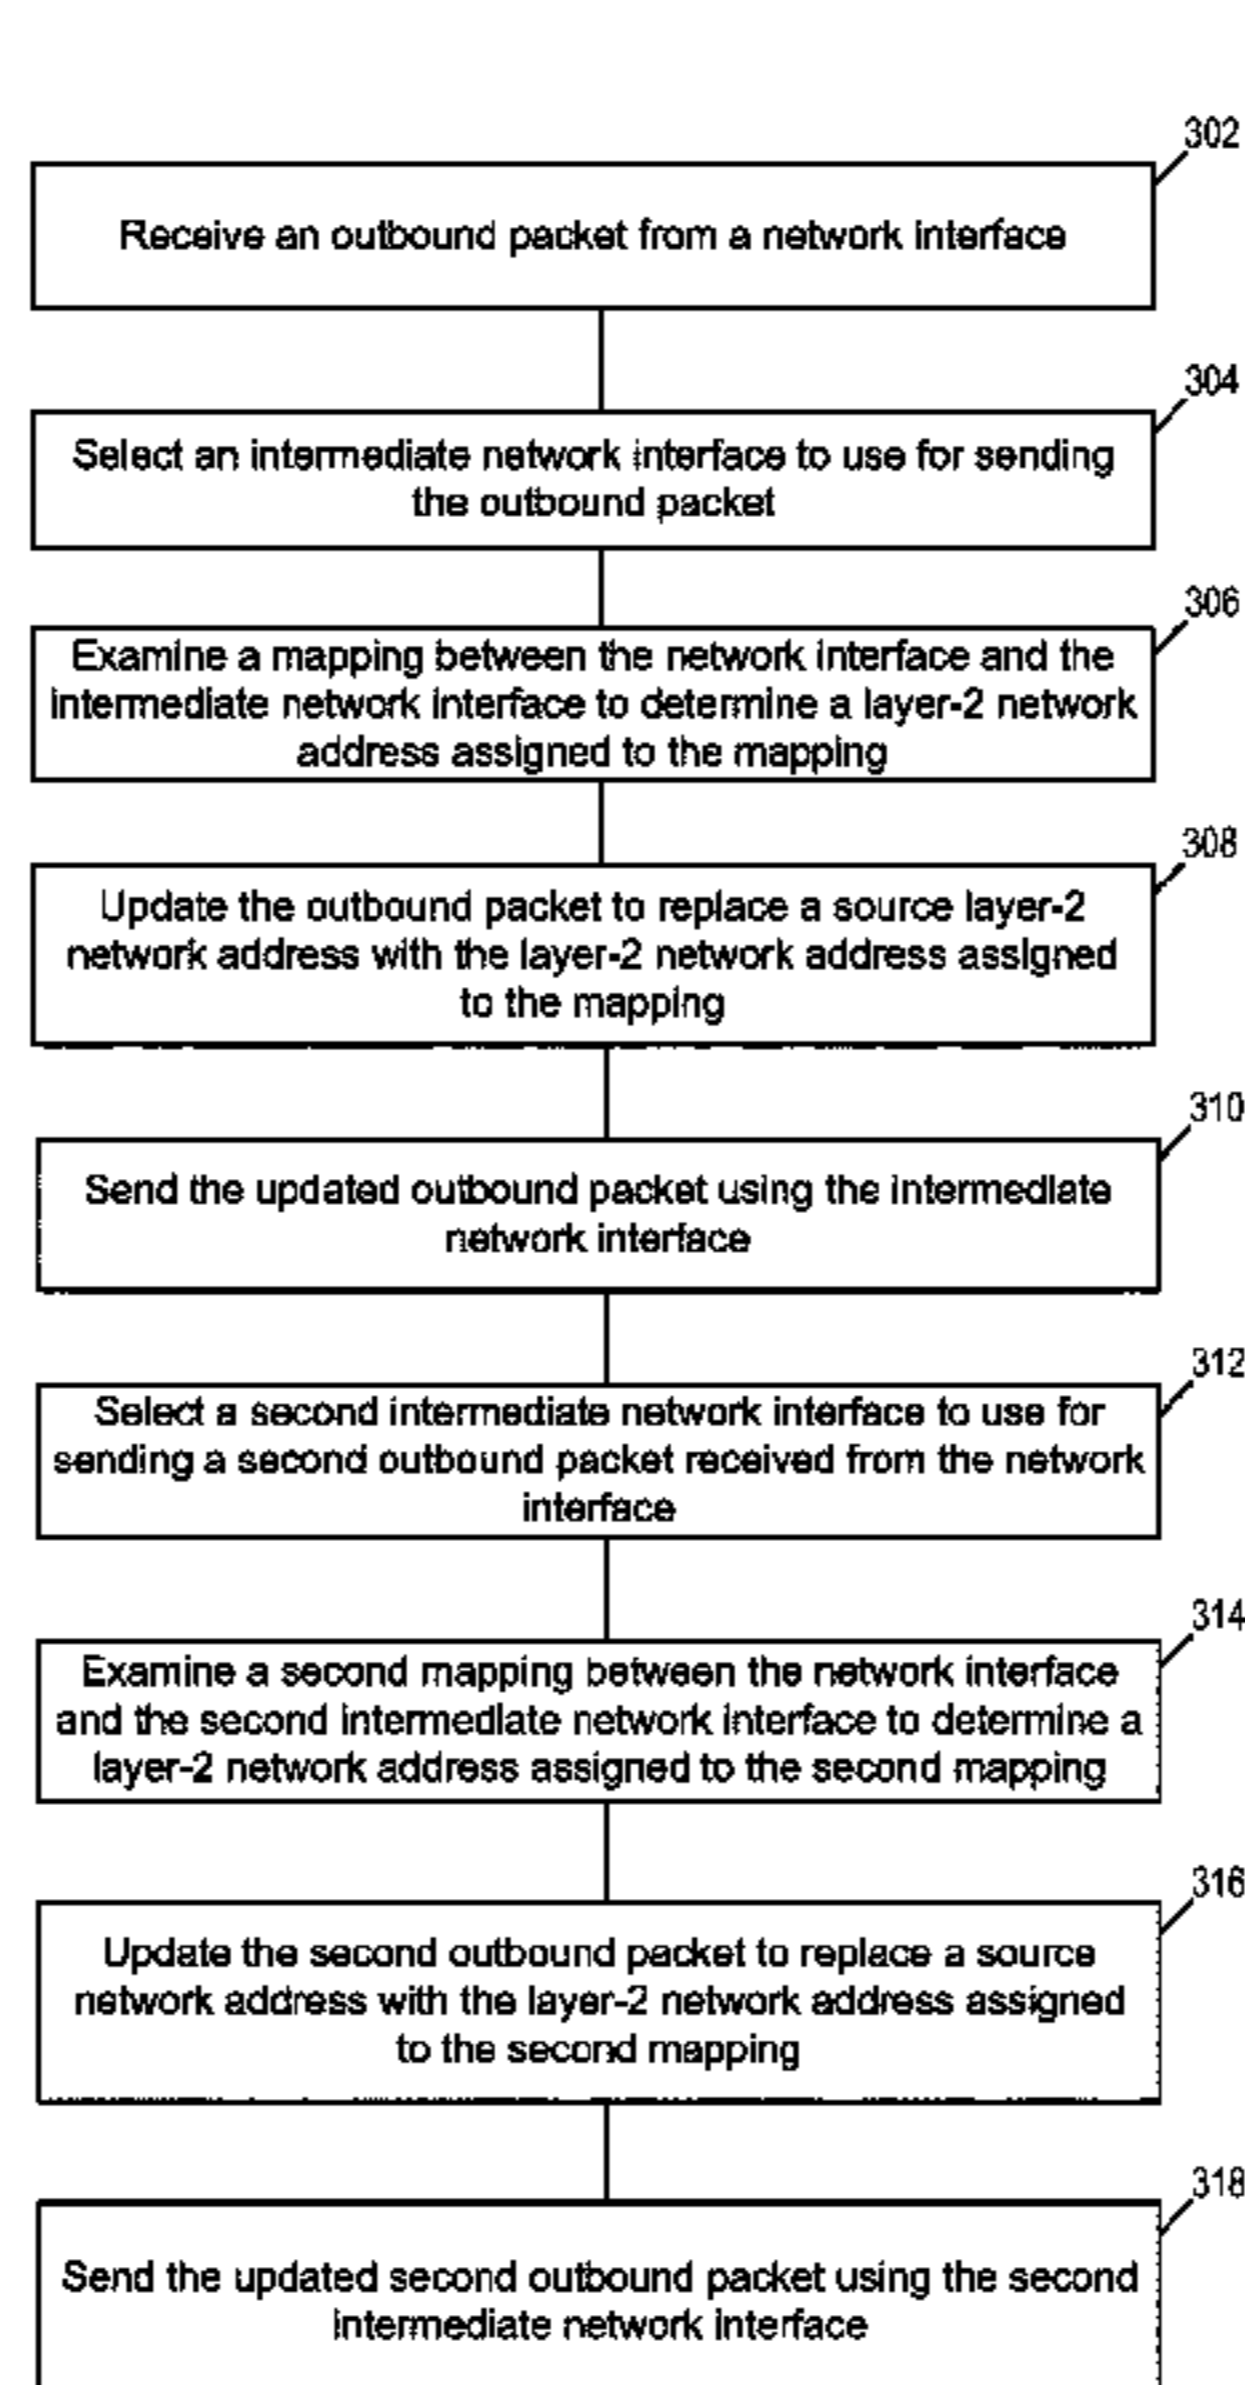 302
Receive an outbound packet from a network interface
304
Select an intermediate network interface to use for sending
the outbound packet
306
Examine a mapping between the network interface and the
intermediate network interface to determine a layer-2 network
address assigned to the mapping
308
Update the outbound packet to replace a source layer-2
network address with the layer-2 network address assigned
to the mapping
310
Send the updated outbound packet using the intermediate
network interface
312
Select a second intermediate network interface to use for
sending a second outbound packet received from the network
interface
314
Examine a second mapping between the network interface
and the second intermediate network interface to determine a
layer-2 network address assigned to the second mapping
316
Update the second outbound packet to replace a source
network address with the layer-2 network address assigned
to the second mapping
318
Send the updated second outbound packet using the second
intermediate network interface